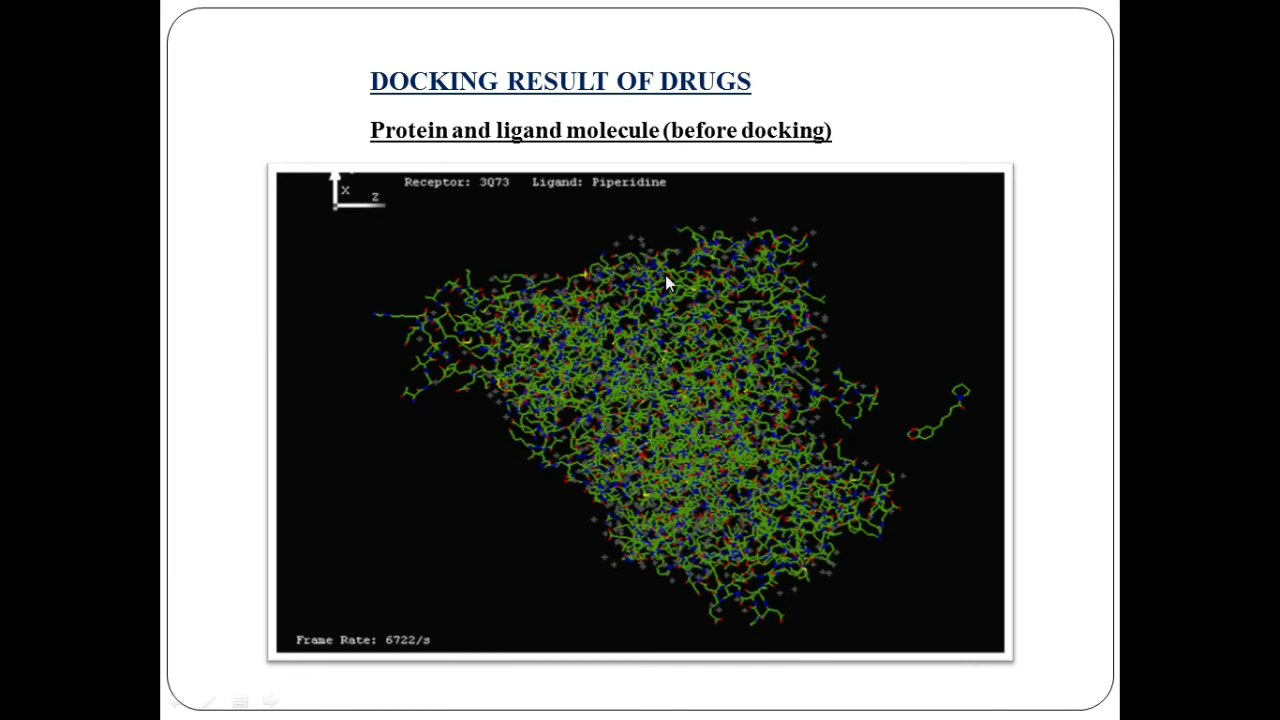 DOCKING RESULT OF DRUGS
Protein and ligand molecule (before docking)
Receptor: 3Q73 Ligand: Piperidine
X
Z
Frame Rate: 6722/s